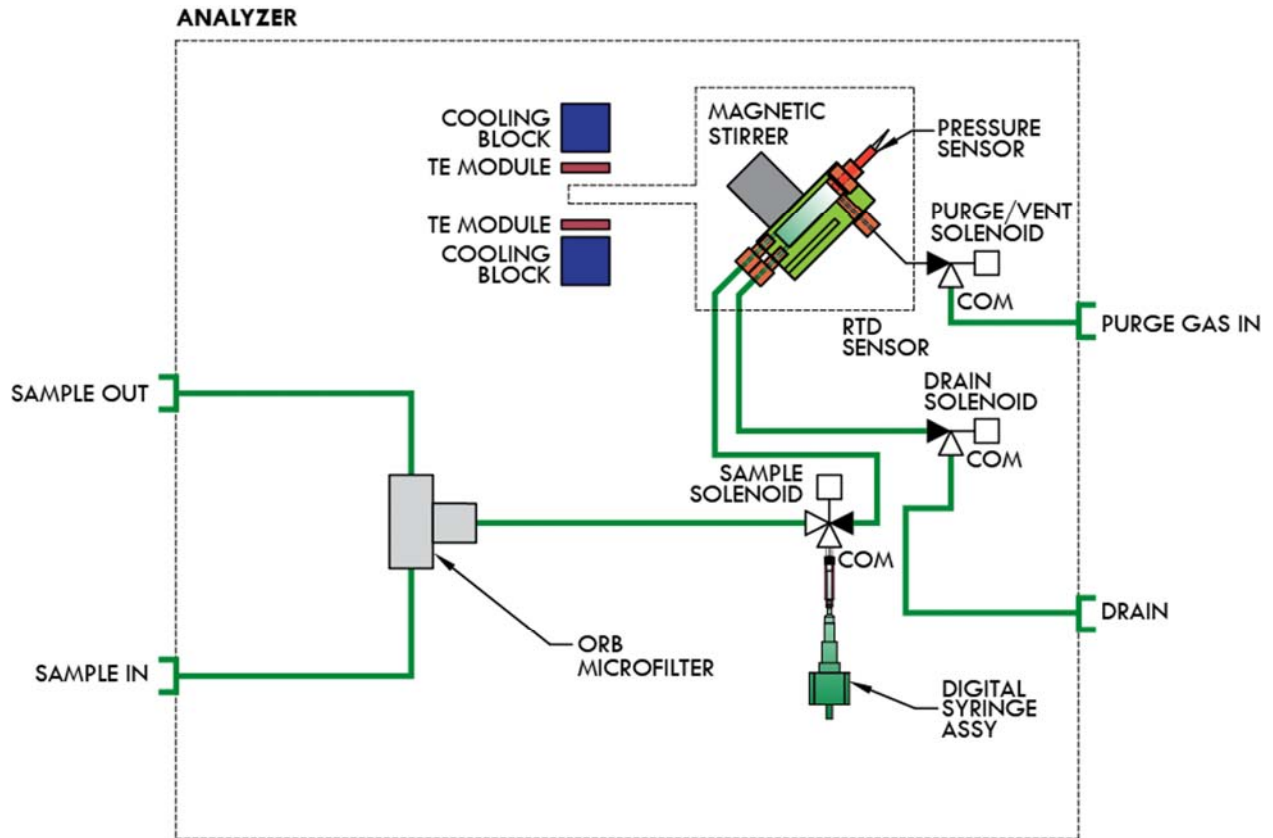 ANALYZER
COOLING
BLOCK
TE MODULE
TE MODULE
COOLING
BLOCK
MAGNETIC
STIRRER
PRESSURE
SENSOR
PURGE/VENT
SOLENOID
COM
PURGE GAS IN
RTD
SENSOR
SAMPLE OUT
DRAIN
SOLENOID
COM
SAMPLE
SOLENOID
COM
DRAIN
ORB
MICROFILTER
SAMPLE IN
DIGITAL
SYRINGE
ASSY